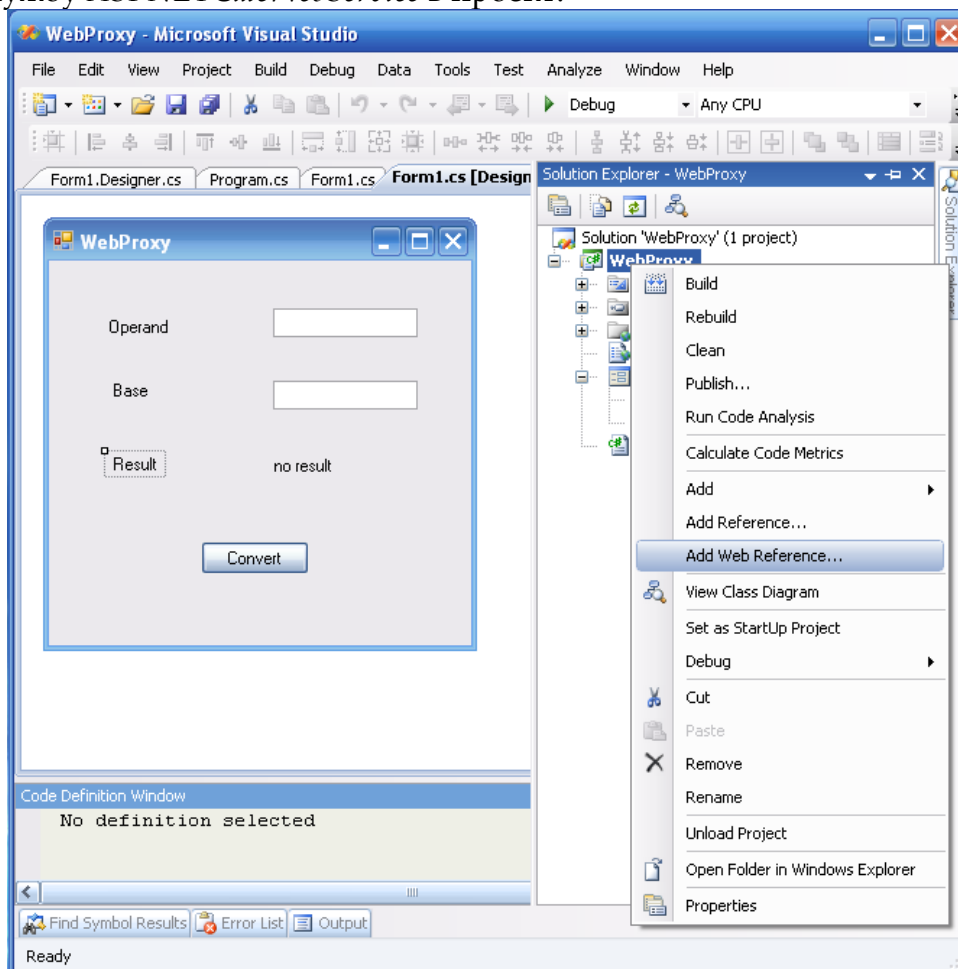 WebProxy - Microsoft Visual Studio
File Edit View Project Build Debug Data Tools Test Analyze Window Help
Debug Any CPU
Form1.Designer.cs Program.cs Form1.cs Form1.cs [Design
Solution Explorer - WebProxy
Solution Explorer
Solution 'WebProxy' (1 project)
WebProxy
WebProxy
Operand
Base
Result no result
Convert
Build
Rebuild
Clean
Publish...
Run Code Analysis
Calculate Code Metrics
Add
Add Reference...
Add Web Reference...
View Class Diagram
Set as StartUp Project
Debug
Cut
Paste
Remove
Rename
Unload Project
Open Folder in Windows Explorer
Properties
Code Definition Window
No definition selected
Find Symbol Results Error List Output
Ready